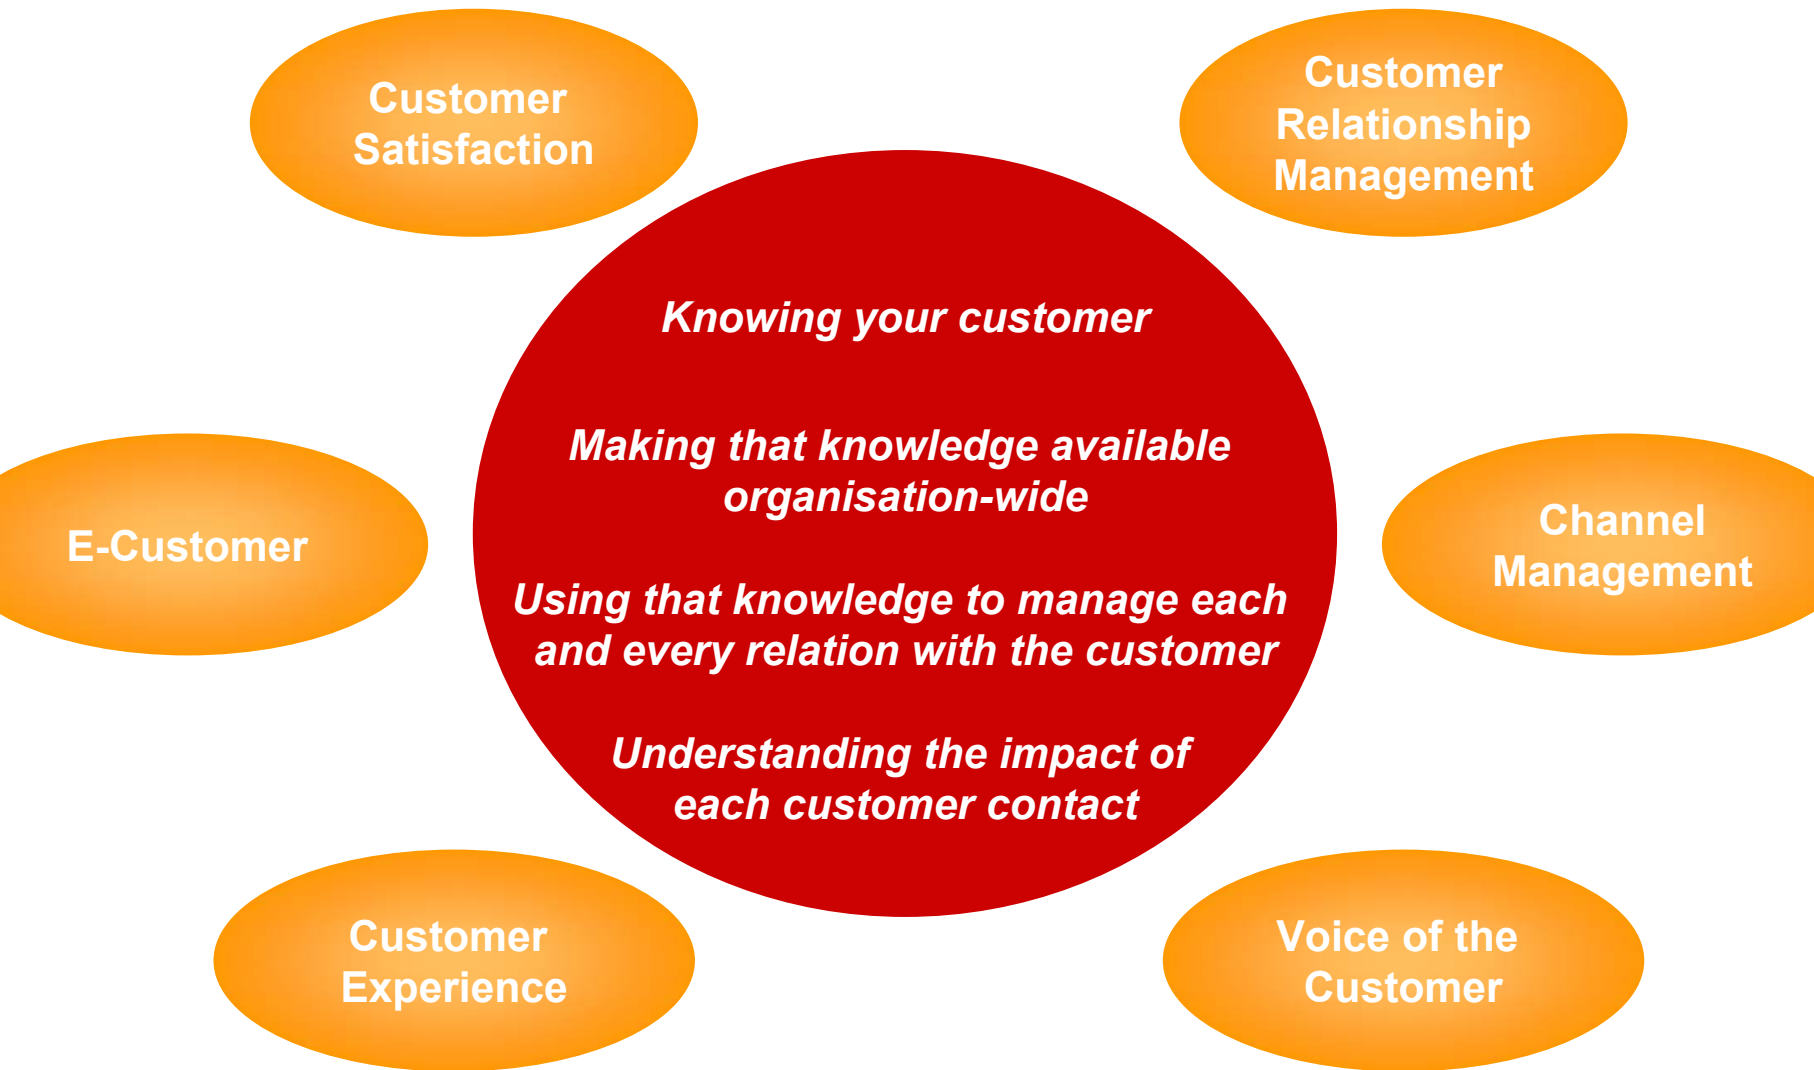 Customer
Satisfaction
Customer
Relationship
Management
Knowing your customer
Making that knowledge available
organisation-wide
Using that knowledge to manage each
and every relation with the customer
Understanding the impact of
each customer contact
E-Customer
Channel
Management
Customer
Experience
Voice of the
Customer